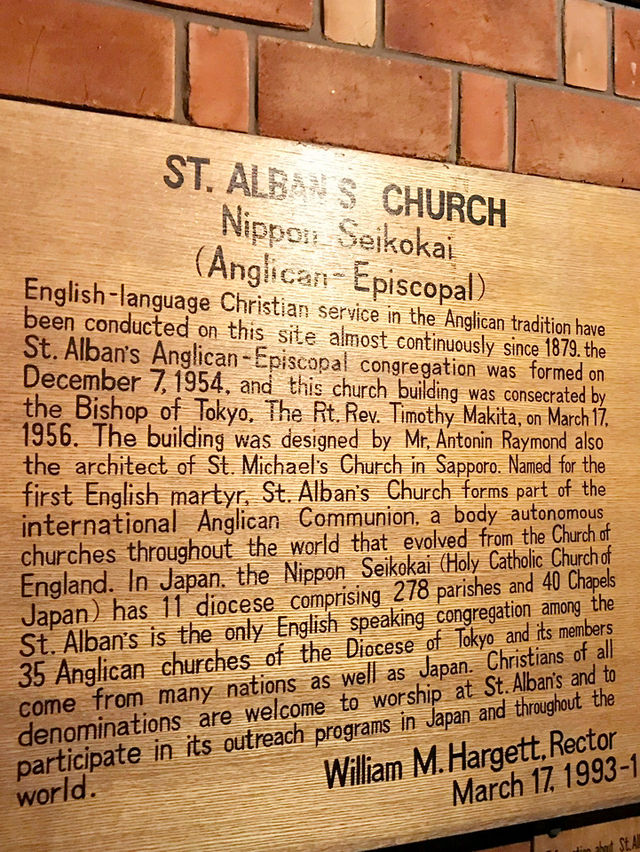 ST. ALBAN'S CHURCH
Nippon Seikokai
(Anglican-Episcopal)
English-language Christian service in the Anglican tradition have
been conducted on this site almost continuously since 1879. the
St. Alban's Anglican-Episcopal congregation was formed on
December 7, 1954, and this church building was consecrated by
the Bishop of Tokyo, The Rt. Rev. Timothy Makita, on March 17,
1956. The building was designed by Mr. Antonin Raymond also
the architect of St. Michael's Church in Sapporo. Named for the
first English martyr, St. Alban's Church forms part of the
international Anglican Communion, a body autonomous
churches throughout the world that evolved from the Church of
England. In Japan, the Nippon Seikokai (Holy Catholic Church of
Japan) has 11 diocese comprising 278 parishes and 40 Chapels
St. Alban's is the only English speaking congregation among the
35 Anglican churches of the Diocese of Tokyo and its members
come from many nations as well as Japan. Christians of all
denominations are welcome to worship at St. Alban's and to
participate in its outreach programs in Japan and throughout the
world.
William M. Hargett, Rector
March 17, 1993-1
about St.